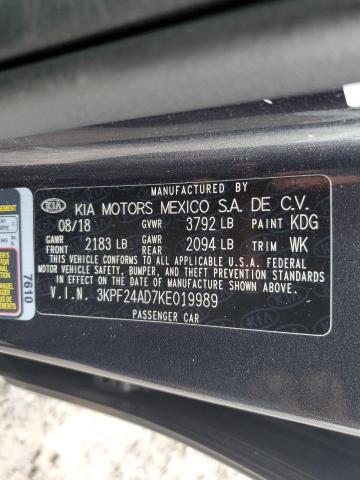 MANUFACTURED BY
KIA KIA MOTORS MEXICO S.A. DE C.V.
08/18 GVWR 3792 LB PAINT KDG
GAWR FRONT 2183 LB GAWR REAR 2094 LB TRIM WK
THIS VEHICLE CONFORMS TO ALL APPLICABLE U.S.A. FEDERAL
MOTOR VEHICLE SAFETY, BUMPER, AND THEFT PREVENTION STANDARDS
IN EFFECT ON THE DATE OF MANUFACTURE SHOWN ABOVE
V.I.N. 3KPF24AD7KE019989
PASSENGER CAR
7610